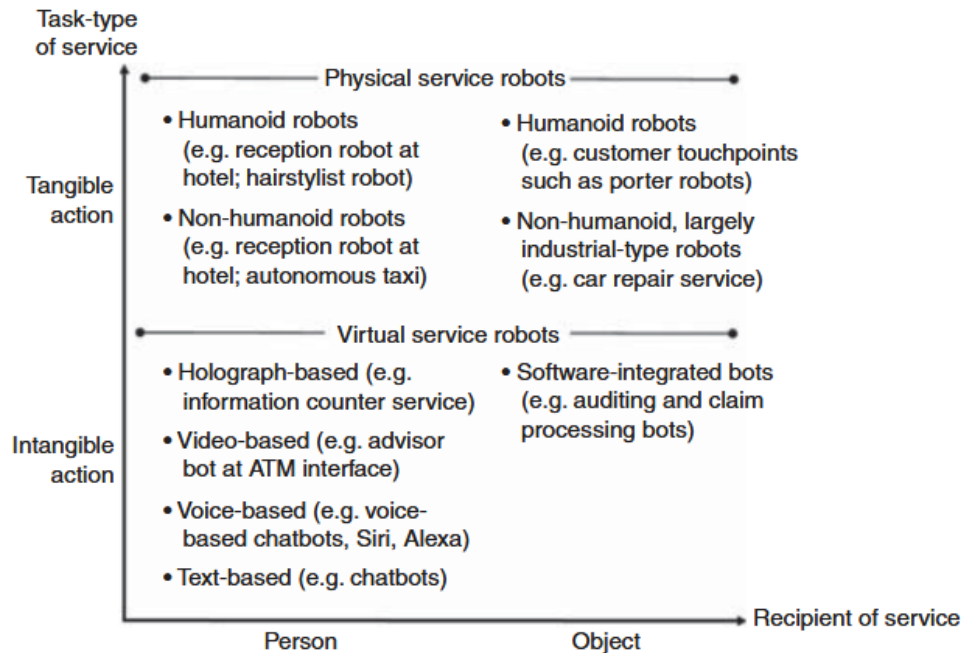 Task-type
of service
Physical service robots
• Humanoid robots
(e.g. reception robot at
hotel; hairstylist robot)
• Non-humanoid robots
(e.g. reception robot at
hotel; autonomous taxi)
• Humanoid robots
(e.g. customer touchpoints
such as porter robots)
• Non-humanoid, largely
industrial-type robots
(e.g. car repair service)
Tangible
action
Virtual service robots
• Holograph-based (e.g.
information counter service)
• Video-based (e.g. advisor
bot at ATM interface)
• Voice-based (e.g. voice-
based chatbots, Siri, Alexa)
• Text-based (e.g. chatbots)
• Software-integrated bots
(e.g. auditing and claim
processing bots)
Intangible
action
Recipient of service
Person
Object